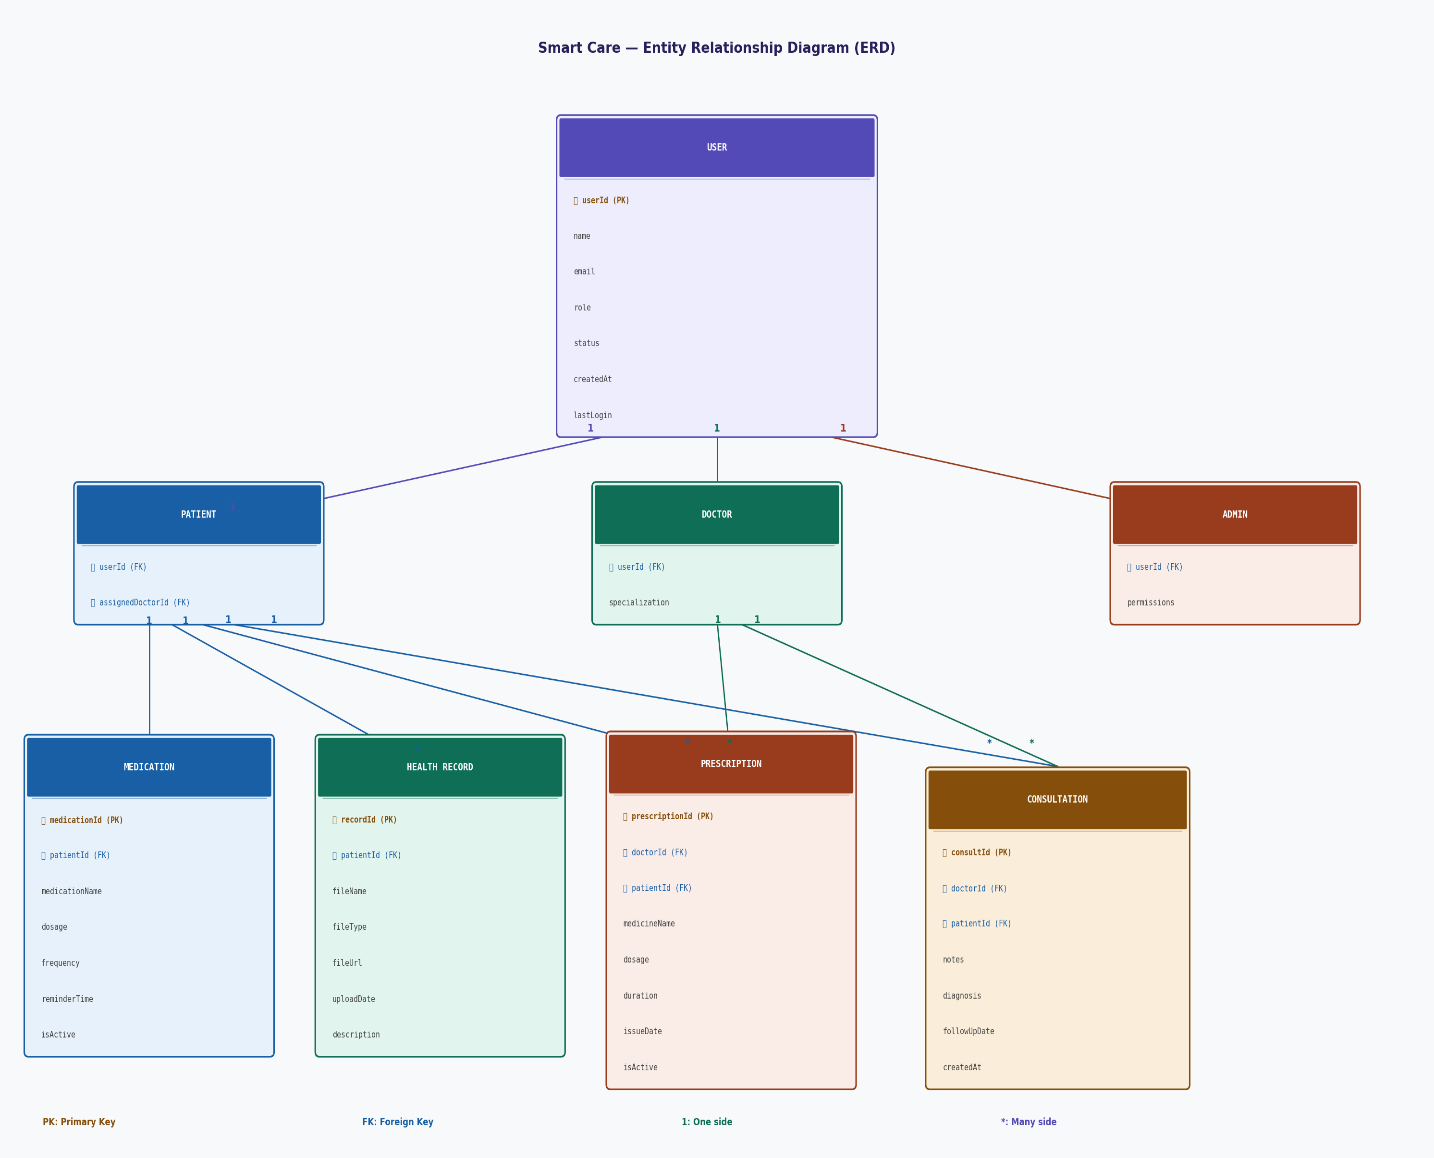 Smart Care — Entity Relationship Diagram (ERD)
USER
userId (PK)
name
email
role
status
createdAt
lastLogin
1 1 1
PATIENT
1
userId (FK)
assignedDoctorId (FK)
1 1 1 1
DOCTOR
userId (FK)
specialization
1 1
ADMIN
userId (FK)
permissions
MEDICATION
medicationId (PK)
patientId (FK)
medicationName
dosage
frequency
reminderTime
isActive
*
HEALTH RECORD
recordId (PK)
patientId (FK)
fileName
fileType
fileUrl
uploadDate
description
* *
PRESCRIPTION
prescriptionId (PK)
doctorId (FK)
patientId (FK)
medicineName
dosage
duration
issueDate
isActive
* *
CONSULTATION
consultId (PK)
doctorId (FK)
patientId (FK)
notes
diagnosis
followUpDate
createdAt
PK: Primary Key
FK: Foreign Key
1: One side
*: Many side